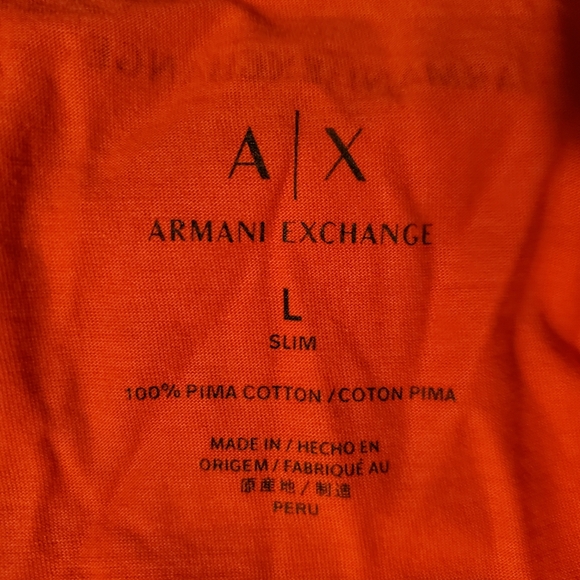 A|X
ARMANI EXCHANGE
L
SLIM
100% PIMA COTTON / COTON PIMA
MADE IN / HECHO EN
ORIGEM / FABRIQUÉ AU
原産地 / 制造
PERU